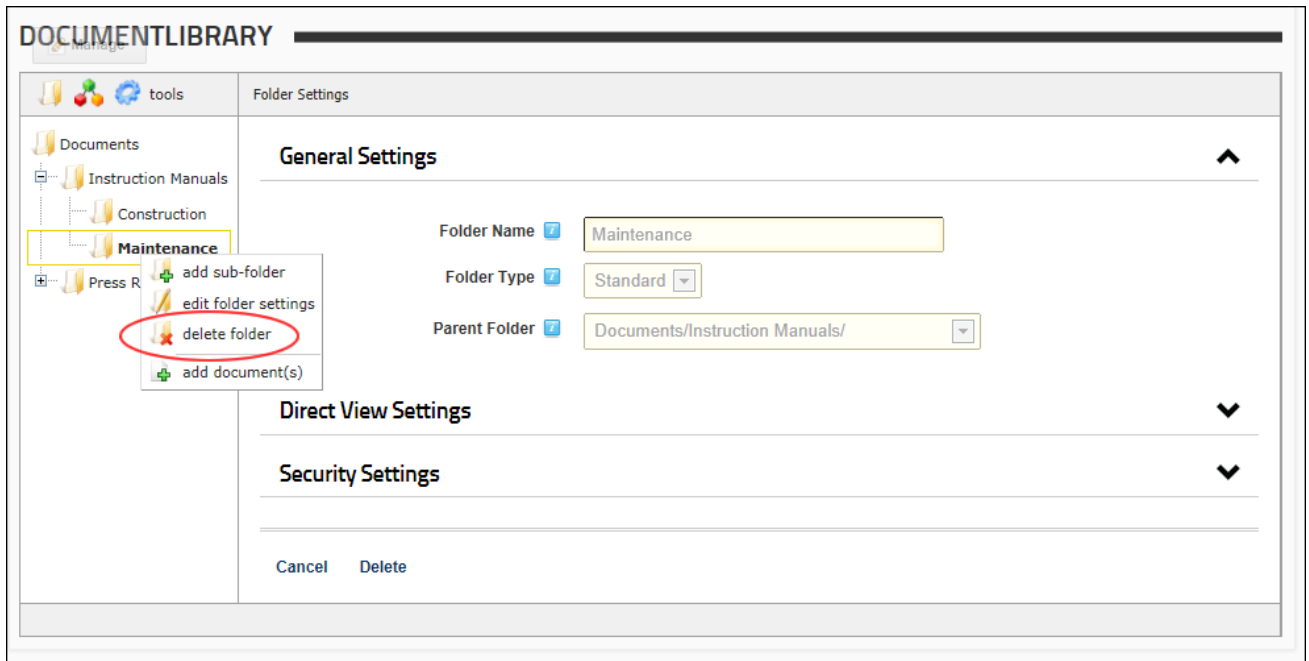 DOCUMENTLIBRARY
Manage
tools
Folder Settings
Documents
Instruction Manuals
Construction
Maintenance
Press R
add sub-folder
edit folder settings
delete folder
add document(s)
General Settings
Folder Name
Maintenance
Folder Type
Standard
Parent Folder
Documents/Instruction Manuals/
Direct View Settings
Security Settings
Cancel Delete